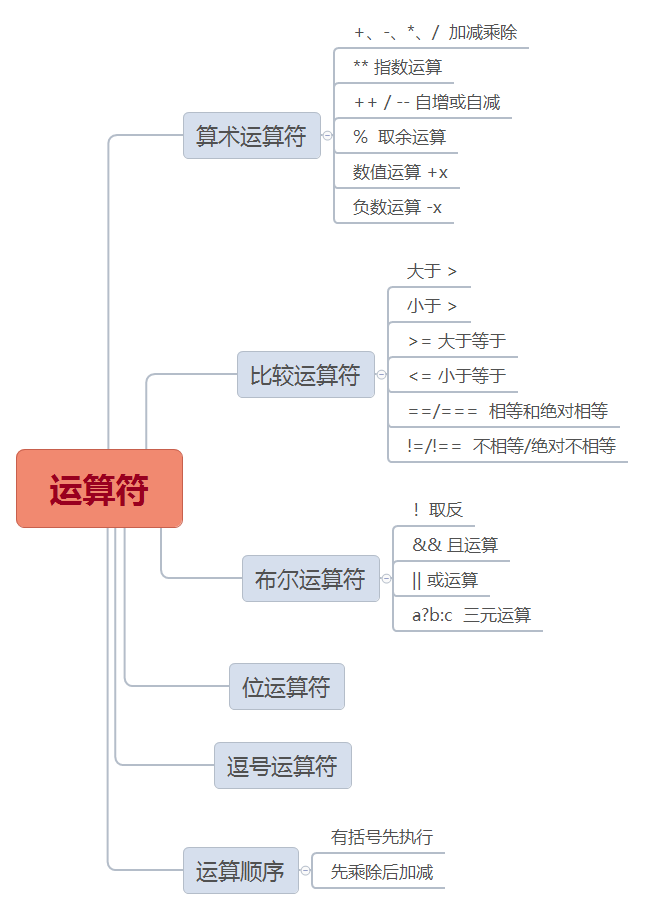 运算符
算术运算符
+、-、*、/ 加减乘除
** 指数运算
++ / -- 自增或自减
% 取余运算
数值运算 +x
负数运算 -x
比较运算符
大于 >
小于 >
>= 大于等于
<= 小于等于
==/=== 相等和绝对相等
!=/!== 不相等/绝对不相等
布尔运算符
! 取反
&& 且运算
|| 或运算
a?b:c 三元运算
位运算符
逗号运算符
运算顺序
有括号先执行
先乘除后加减